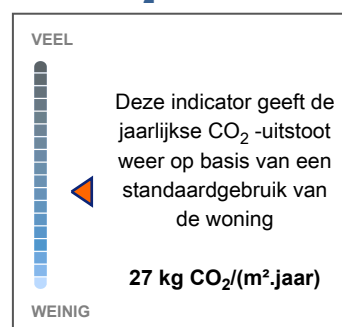 VEEL
Deze indicator geeft de
jaarlijkse CO₂ -uitstoot
weer op basis van een
standaardgebruik van
de woning
27 kg CO₂/(m².jaar)
WEINIG